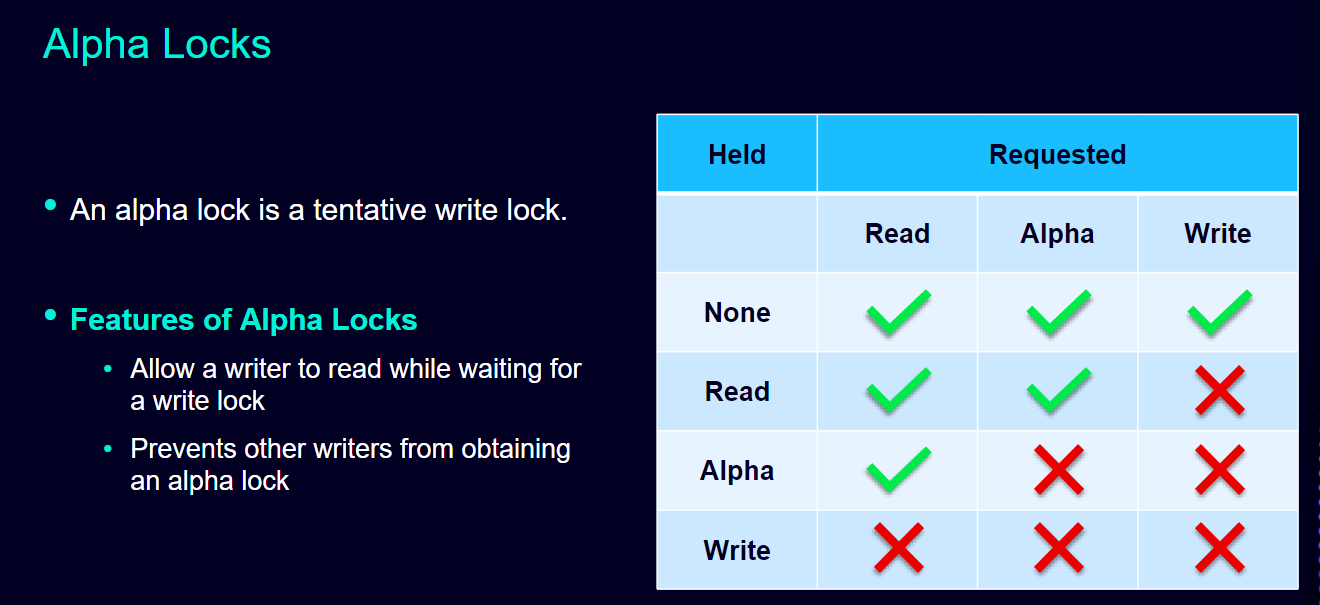 Alpha Locks
An alpha lock is a tentative write lock.
Features of Alpha Locks
Allow a writer to read while waiting for
a write lock
Prevents other writers from obtaining
an alpha lock
Held Requested
Read Alpha Write
None
Read
Alpha
Write